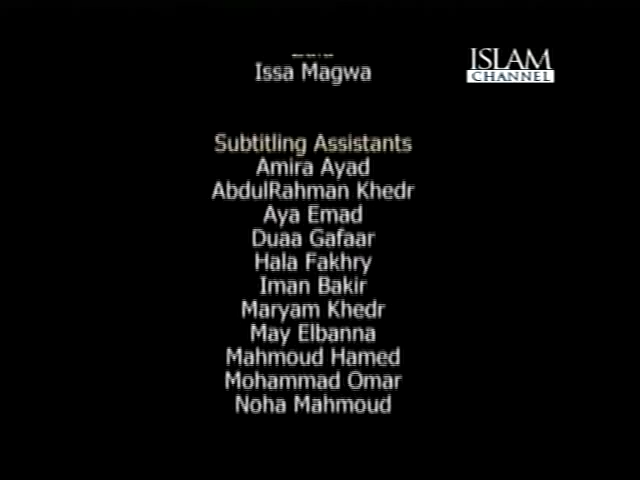 Issa Magwa
ISLAM
CHANNEL
Subtitling Assistants
Amira Ayad
AbdulRahman Khedr
Aya Emad
Duaa Gafaar
Hala Fakhry
Iman Bakir
Maryam Khedr
May Elbanna
Mahmoud Hamed
Mohammad Omar
Noha Mahmoud